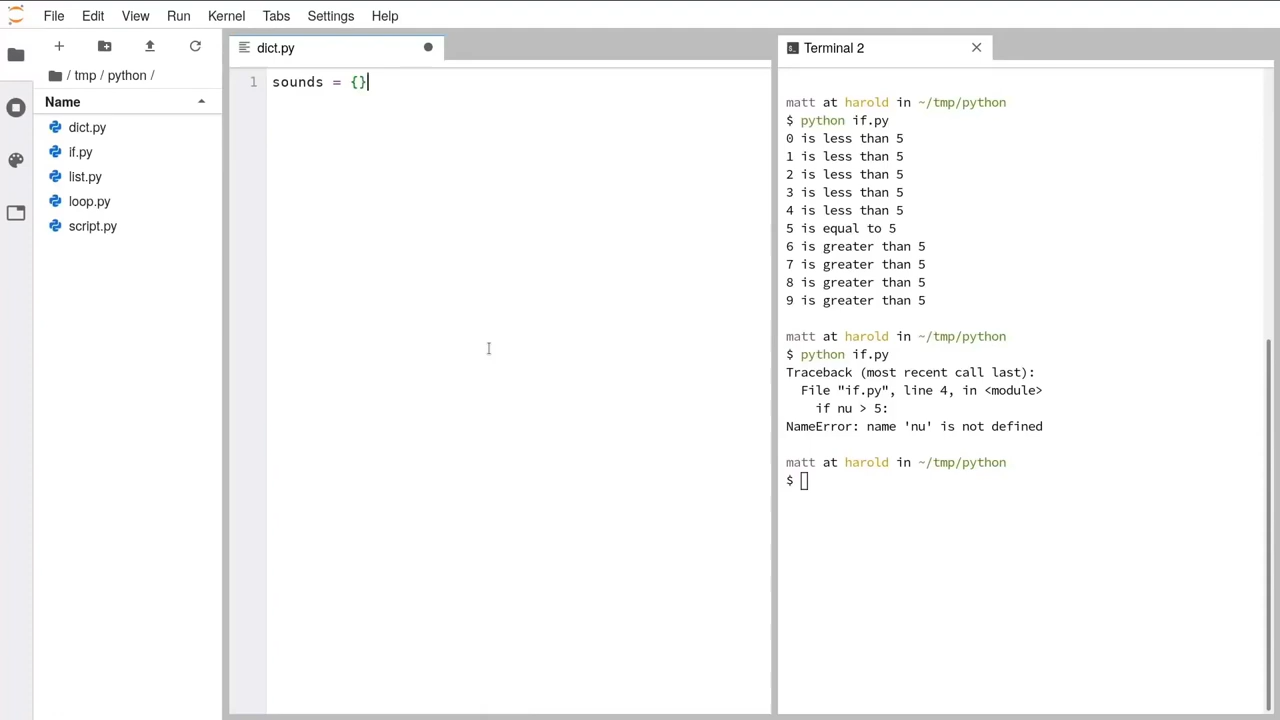 File Edit View Run Kernel Tabs Settings Help
/ tmp / python /
Name
dict.py
if.py
list.py
loop.py
script.py
dict.py
1 sounds = {}
Terminal 2
matt at harold in ~/tmp/python
$ python if.py
0 is less than 5
1 is less than 5
2 is less than 5
3 is less than 5
4 is less than 5
5 is equal to 5
6 is greater than 5
7 is greater than 5
8 is greater than 5
9 is greater than 5
matt at harold in ~/tmp/python
$ python if.py
Traceback (most recent call last):
File "if.py", line 4, in <module>
if nu > 5:
NameError: name 'nu' is not defined
matt at harold in ~/tmp/python
$